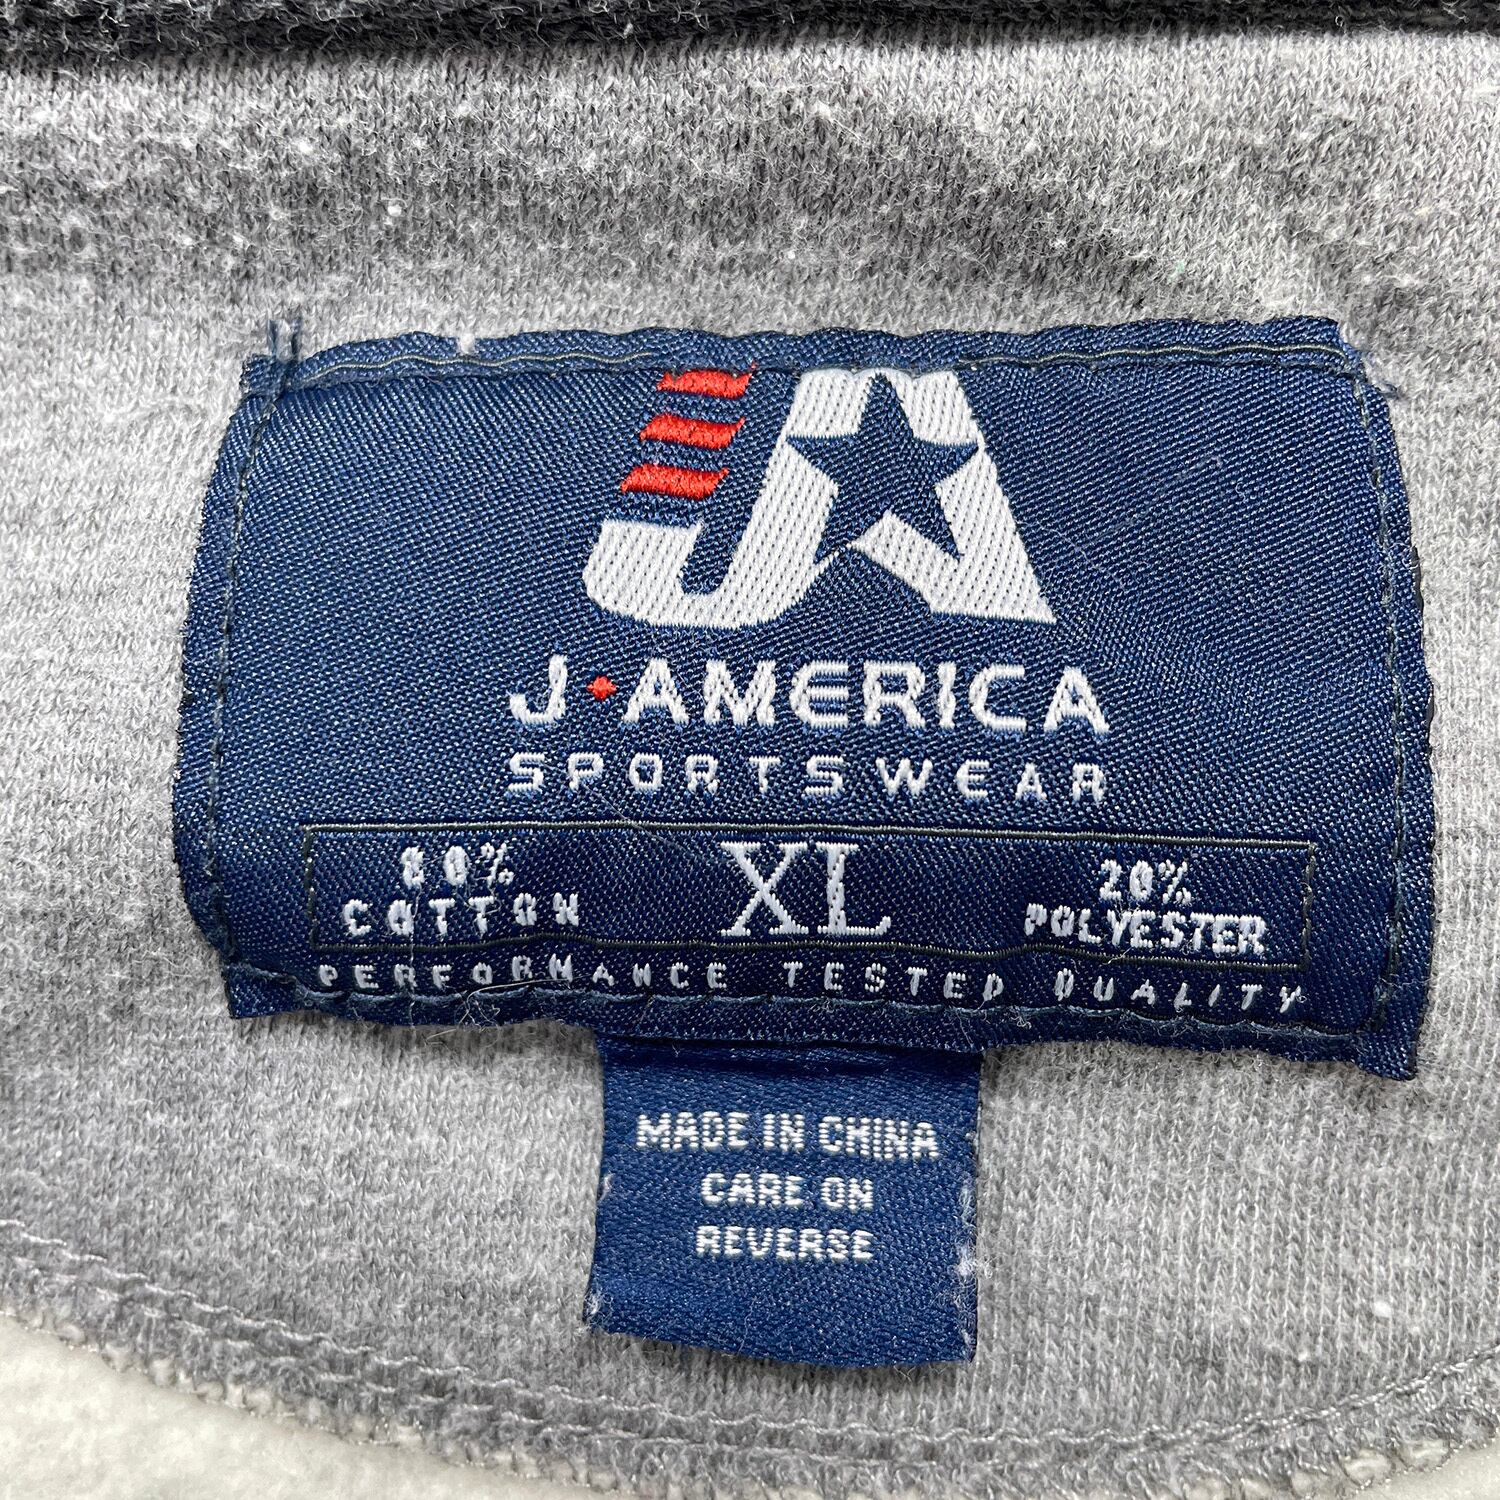 JA
J·AMERICA
SPORTSWEAR
80%
COTTON
XL
20%
POLYESTER
PERFORMANCE TESTED QUALITY
MADE IN CHINA
CARE ON
REVERSE